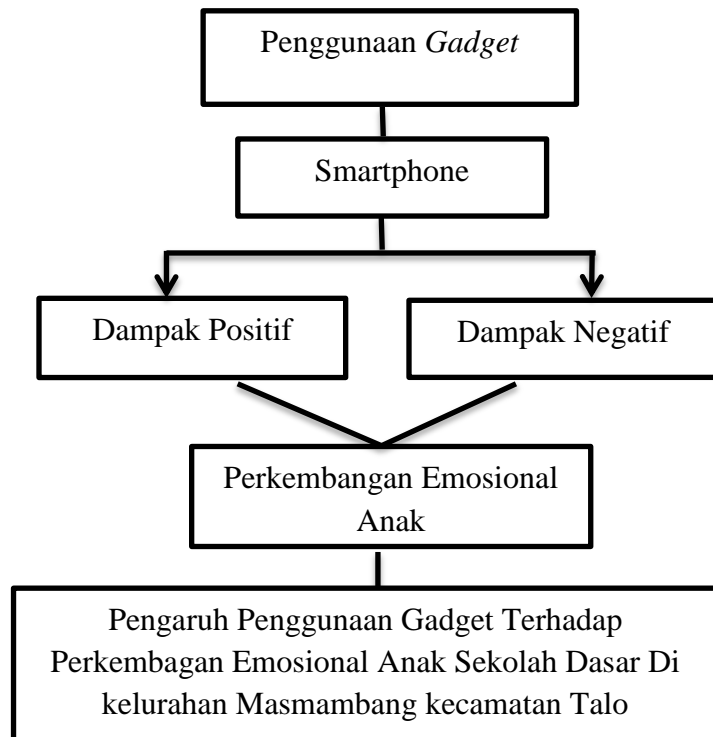 Penggunaan Gadget
Smartphone
Dampak Positif
Dampak Negatif
Perkembangan Emosional
Anak
Pengaruh Penggunaan Gadget Terhadap
Perkembagan Emosional Anak Sekolah Dasar Di
kelurahan Masmambang kecamatan Talo